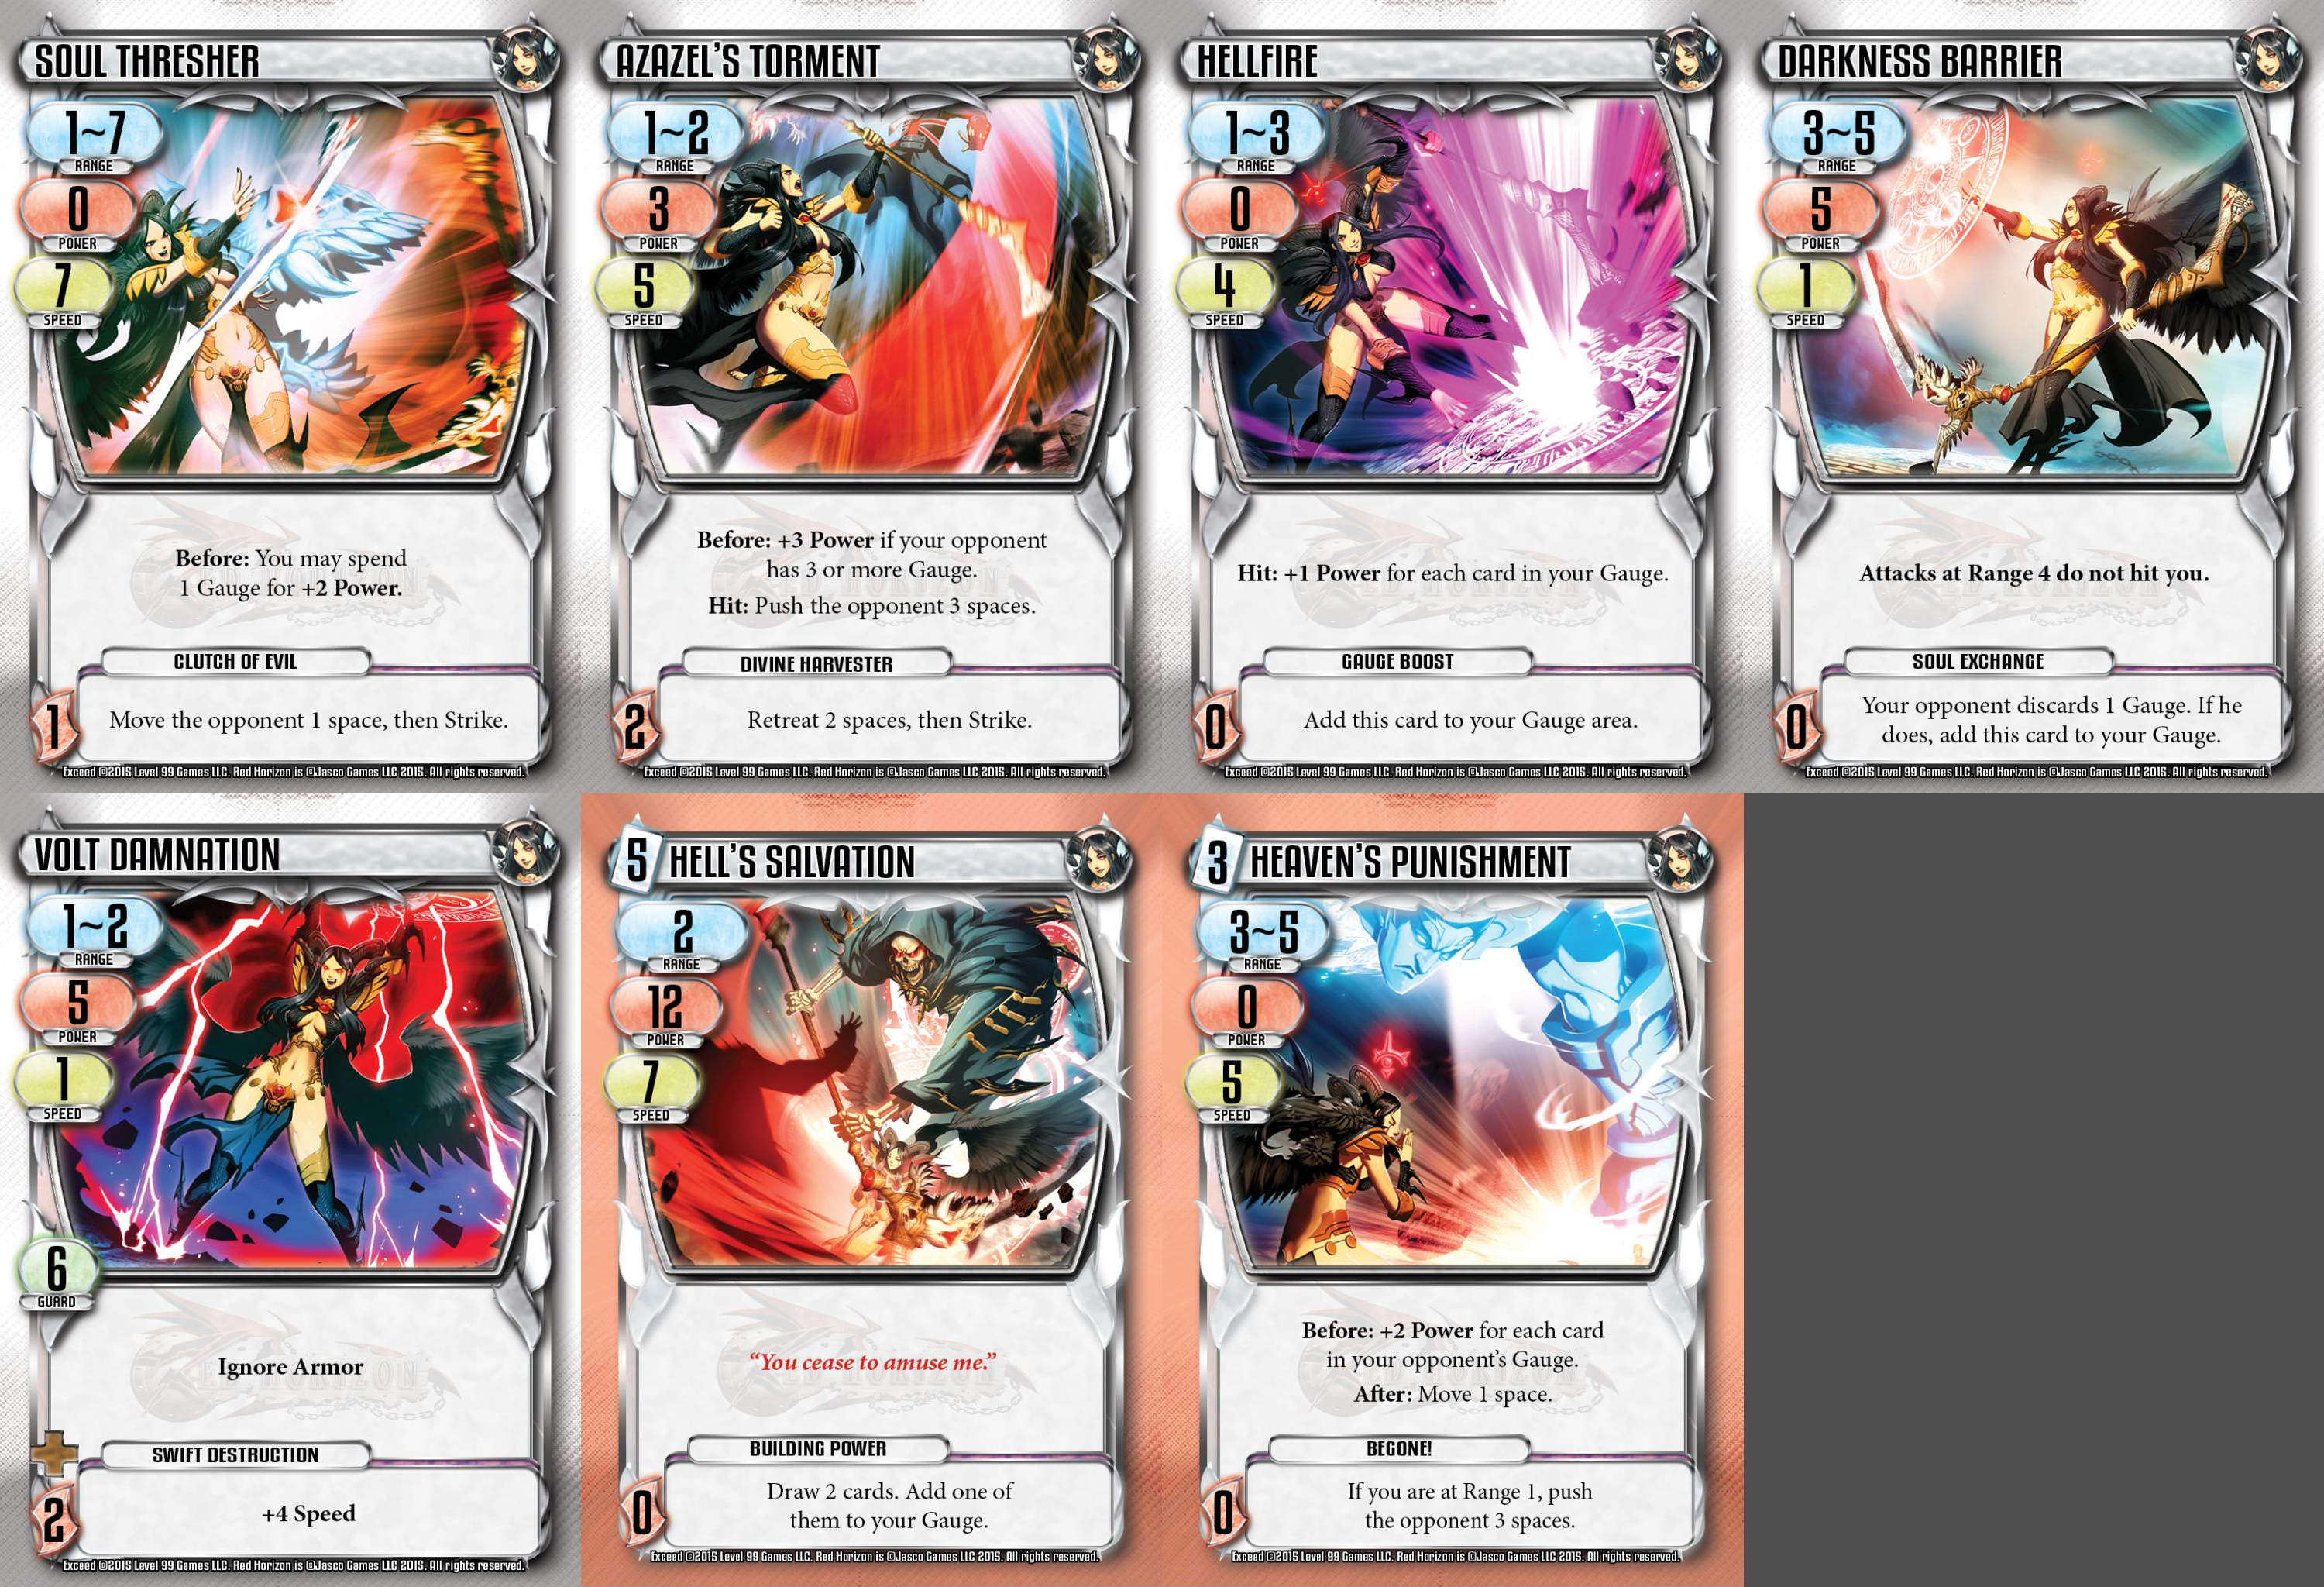 SOUL THRESHER
1~7
RANGE
0
POWER
7
SPEED
Before: You may spend
1 Gauge for +2 Power.
CLUTCH OF EVIL
1
Move the opponent 1 space, then Strike.
Exceed ©2015 Level 99 Games LLC. Red Horizon is ©Jasco Games LLC 2015. All rights reserved.
AZAZEL'S TORMENT
1~2
RANGE
3
POWER
5
SPEED
Before: +3 Power if your opponent
has 3 or more Gauge.
Hit: Push the opponent 3 spaces.
DIVINE HARVESTER
2
Retreat 2 spaces, then Strike.
Exceed ©2015 Level 99 Games LLC. Red Horizon is ©Jasco Games LLC 2015. All rights reserved.
HELLFIRE
1~3
RANGE
0
POWER
4
SPEED
Hit: +1 Power for each card in your Gauge.
GAUGE BOOST
0
Add this card to your Gauge area.
Exceed ©2015 Level 99 Games LLC. Red Horizon is ©Jasco Games LLC 2015. All rights reserved.
DARKNESS BARRIER
3~5
RANGE
5
POWER
1
SPEED
Attacks at Range 4 do not hit you.
SOUL EXCHANGE
0
Your opponent discards 1 Gauge. If he
does, add this card to your Gauge.
Exceed ©2015 Level 99 Games LLC. Red Horizon is ©Jasco Games LLC 2015. All rights reserved.
VOLT DAMNATION
1~2
RANGE
5
POWER
1
SPEED
6
GUARD
Ignore Armor
SWIFT DESTRUCTION
2
+4 Speed
Exceed ©2015 Level 99 Games LLC. Red Horizon is ©Jasco Games LLC 2015. All rights reserved.
5 HELL'S SALVATION
2
RANGE
12
POWER
7
SPEED
"You cease to amuse me."
BUILDING POWER
0
Draw 2 cards. Add one of
them to your Gauge.
Exceed ©2015 Level 99 Games LLC. Red Horizon is ©Jasco Games LLC 2015. All rights reserved.
3 HEAVEN'S PUNISHMENT
3~5
RANGE
0
POWER
5
SPEED
Before: +2 Power for each card
in your opponent's Gauge.
After: Move 1 space.
BEGONE!
0
If you are at Range 1, push
the opponent 3 spaces.
Exceed ©2015 Level 99 Games LLC. Red Horizon is ©Jasco Games LLC 2015. All rights reserved.